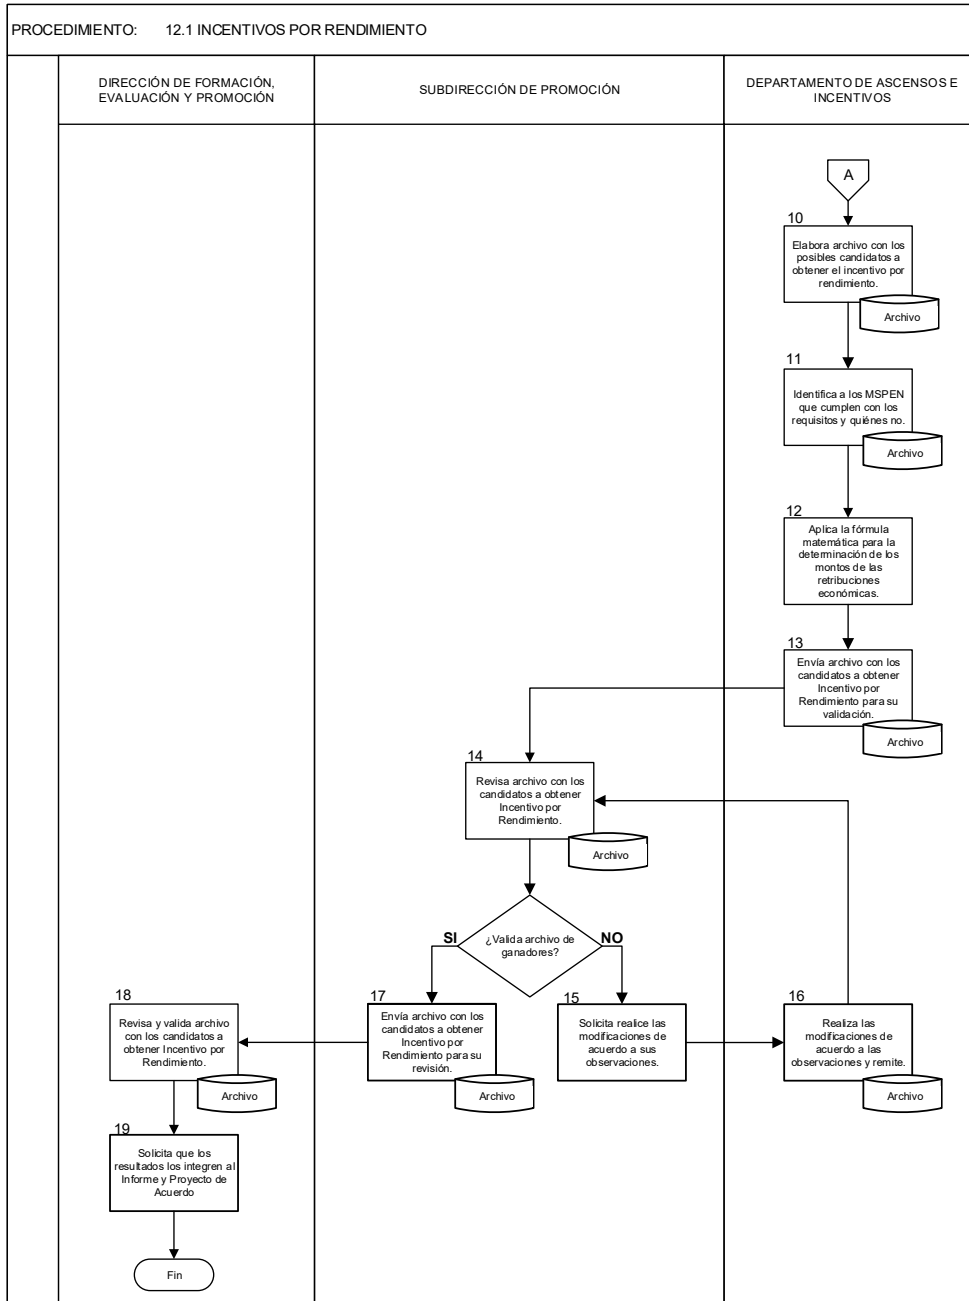 PROCEDIMIENTO: 12.1 INCENTIVOS POR RENDIMIENTO
DIRECCIÓN DE FORMACIÓN,
EVALUACIÓN Y PROMOCIÓN
SUBDIRECCIÓN DE PROMOCIÓN
DEPARTAMENTO DE ASCENSOS E
INCENTIVOS
A
10
Elabora archivo con los
posibles candidatos a
obtener el incentivo por
rendimiento.
Archivo
11
Identifica a los MSPEN
que cumplen con los
requisitos y quiénes no.
Archivo
12
Aplica la fórmula
matemática para la
determinación de los
montos de las
retribuciones
económicas.
13
Envía archivo con los
candidatos a obtener
Incentivo por
Rendimiento para su
validación.
Archivo
14
Revisa archivo con los
candidatos a obtener
Incentivo por
Rendimiento.
Archivo
¿Valida archivo de
ganadores?
SI
NO
15
Solicita realice las
modificaciones de
acuerdo a sus
observaciones.
16
Realiza las
modificaciones de
acuerdo a las
observaciones y remite.
Archivo
17
Envía archivo con los
candidatos a obtener
Incentivo por
Rendimiento para su
revisión.
Archivo
18
Revisa y valida archivo
con los candidatos a
obtener Incentivo por
Rendimiento.
Archivo
19
Solicita que los
resultados los integren al
Informe y Proyecto de
Acuerdo
Fin